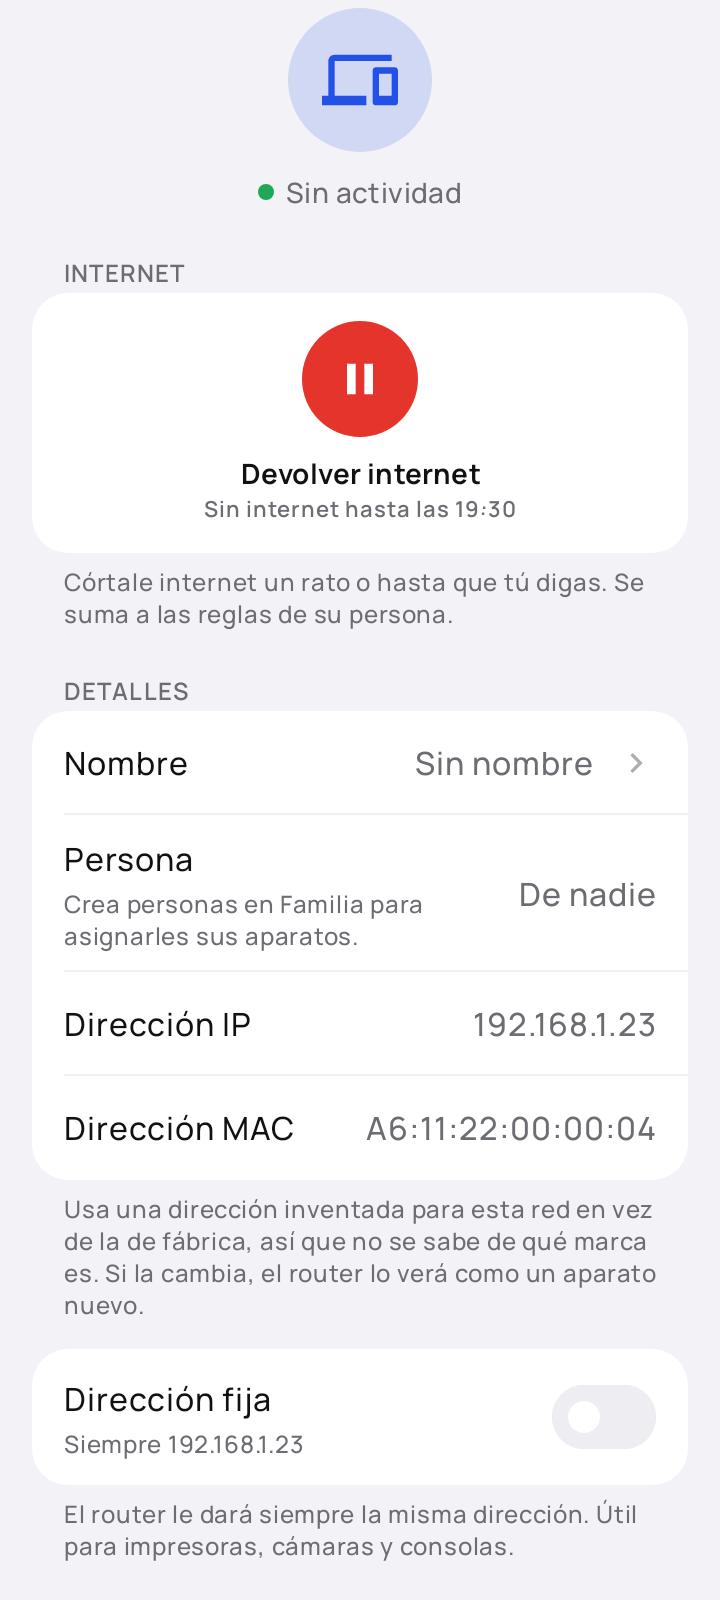 Sin actividad
INTERNET
Devolver internet
Sin internet hasta las 19:30
Córtale internet un rato o hasta que tú digas. Se
suma a las reglas de su persona.
DETALLES
Nombre
Sin nombre
Persona
Crea personas en Familia para
asignarles sus aparatos.
De nadie
Dirección IP
192.168.1.23
Dirección MAC
A6:11:22:00:00:04
Usa una dirección inventada para esta red en vez
de la de fábrica, así que no se sabe de qué marca
es. Si la cambia, el router lo verá como un aparato
nuevo.
Dirección fija
Siempre 192.168.1.23
El router le dará siempre la misma dirección. Útil
para impresoras, cámaras y consolas.